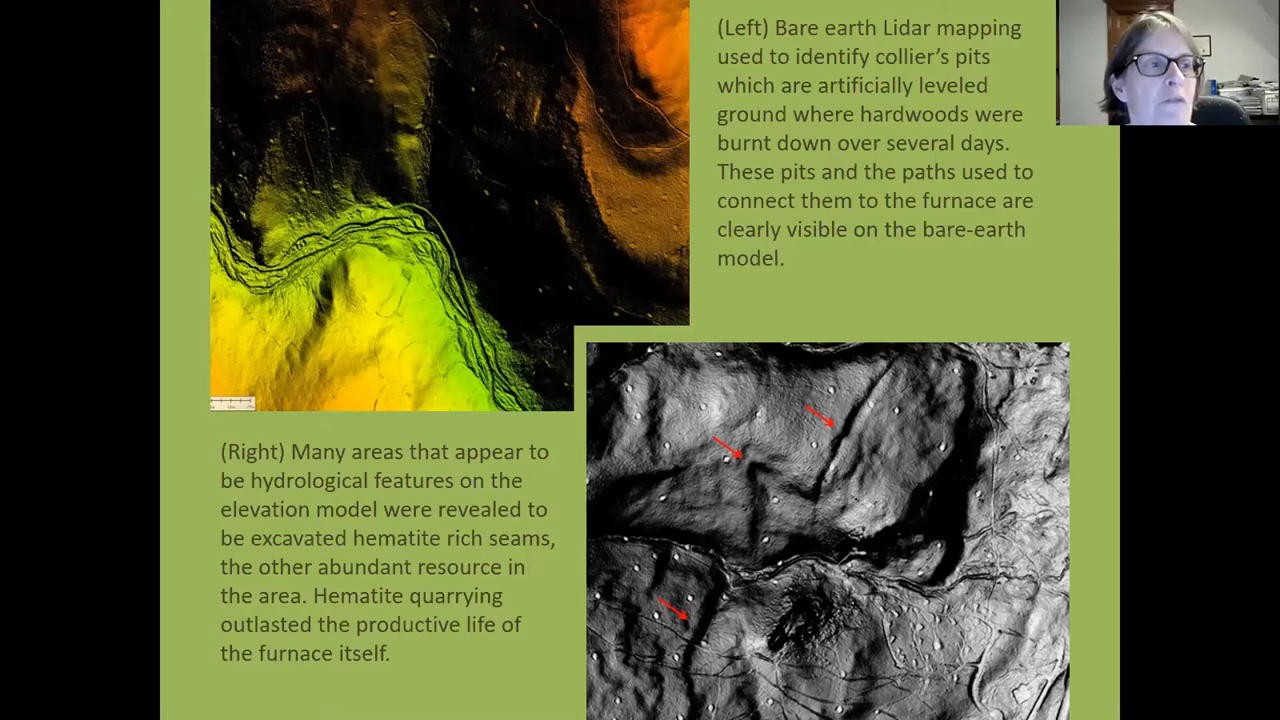 (Left) Bare earth Lidar mapping
used to identify collier’s pits
which are artificially leveled
ground where hardwoods were
burnt down over several days.
These pits and the paths used to
connect them to the furnace are
clearly visible on the bare-earth
model.
(Right) Many areas that appear to
be hydrological features on the
elevation model were revealed to
be excavated hematite rich seams,
the other abundant resource in
the area. Hematite quarrying
outlasted the productive life of
the furnace itself.